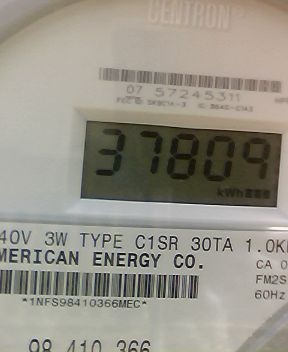 CENTRON
07 57245311
37809
kWh
40V 3W TYPE C1SR 30TA 1.0K
MERICAN ENERGY CO.
CA 0
FM2S
60Hz
*1NFS98410366MEC*
98 410 366